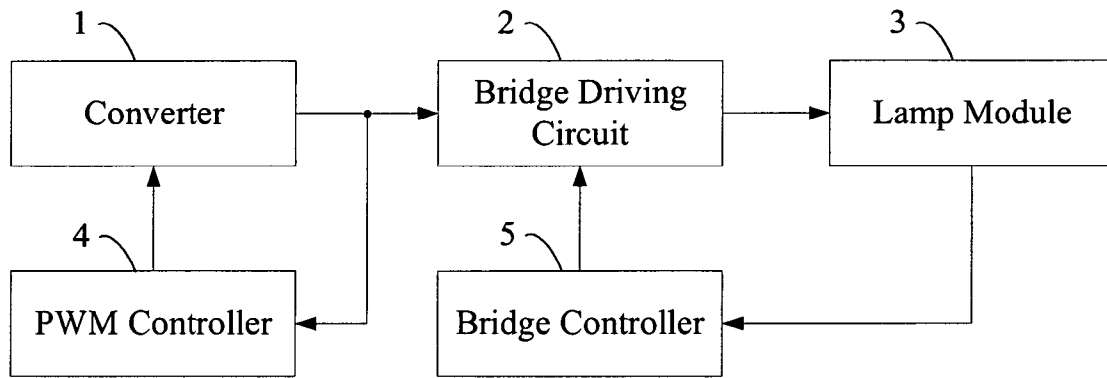 1
2
3
Converter
Bridge Driving
Circuit
Lamp Module
4
5
PWM Controller
Bridge Controller